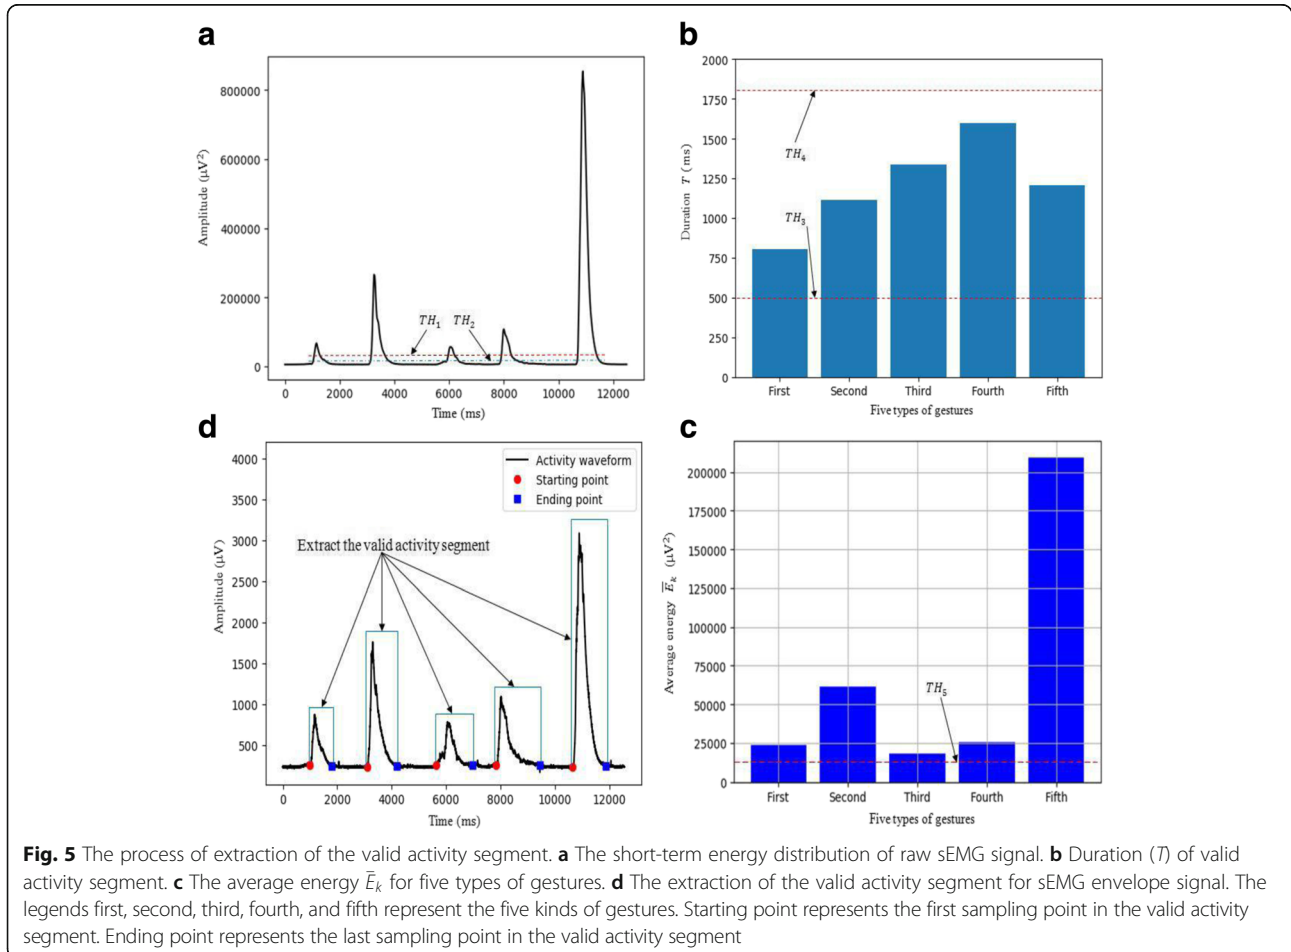 a
Amplitude (μV²)
800000
600000
400000
200000
0
TH₁ TH₂
0 2000 4000 6000 8000 10000 12000
Time (ms)
b
Duration T (ms)
2000
1750
1500
1250
1000
750
500
250
0
TH₄
TH₃
First Second Third Fourth Fifth
Five types of gestures
d
Amplitude (μV)
4000
3500
3000
2500
2000
1500
1000
500
Activity waveform
Starting point
Ending point
Extract the valid activity segment
0 2000 4000 6000 8000 10000 12000
Time (ms)
c
Average energy E̅ₖ (μV²)
200000
175000
150000
125000
100000
75000
50000
25000
0
TH₅
First Second Third Fourth Fifth
Five types of gestures
Fig. 5 The process of extraction of the valid activity segment. a The short-term energy distribution of raw sEMG signal. b Duration (T) of valid
activity segment. c The average energy E̅ₖ for five types of gestures. d The extraction of the valid activity segment for sEMG envelope signal. The
legends first, second, third, fourth, and fifth represent the five kinds of gestures. Starting point represents the first sampling point in the valid activity
segment. Ending point represents the last sampling point in the valid activity segment